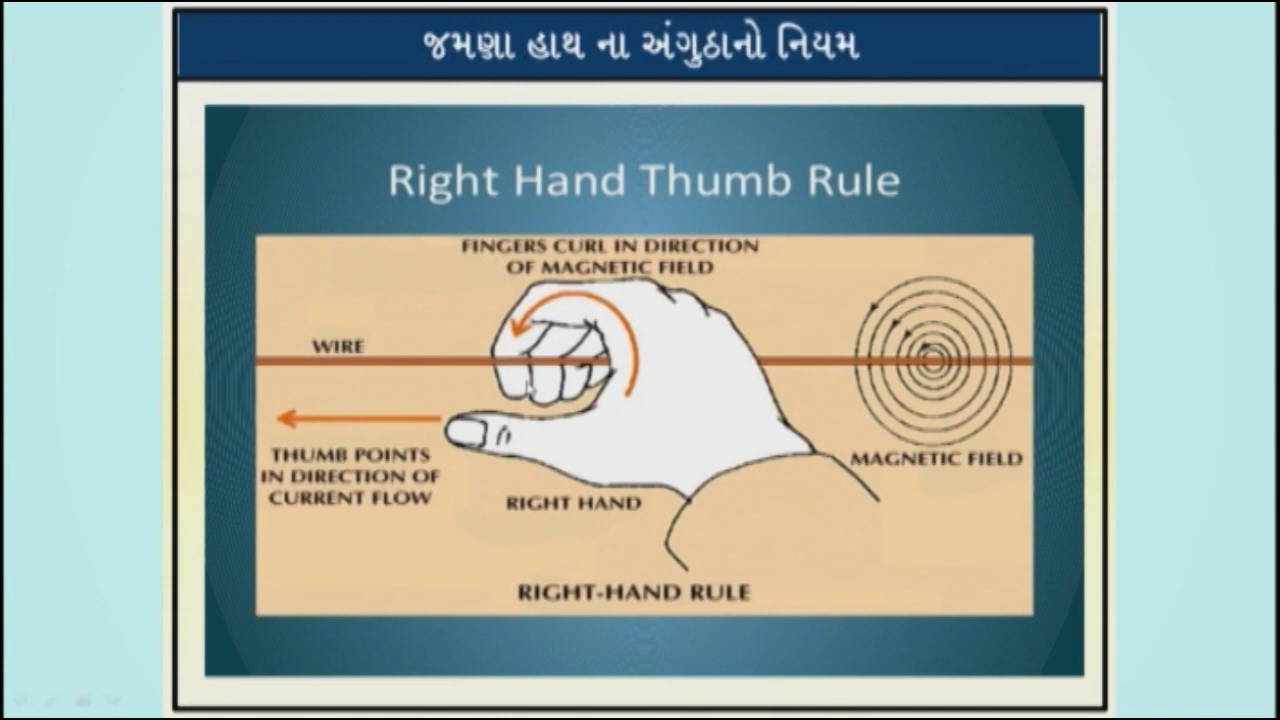 જમણા હાથ ના અંગુઠાનો નિયમ
Right Hand Thumb Rule
FINGERS CURL IN DIRECTION
OF MAGNETIC FIELD
WIRE
THUMB POINTS
IN DIRECTION OF
CURRENT FLOW
RIGHT HAND
MAGNETIC FIELD
RIGHT-HAND RULE